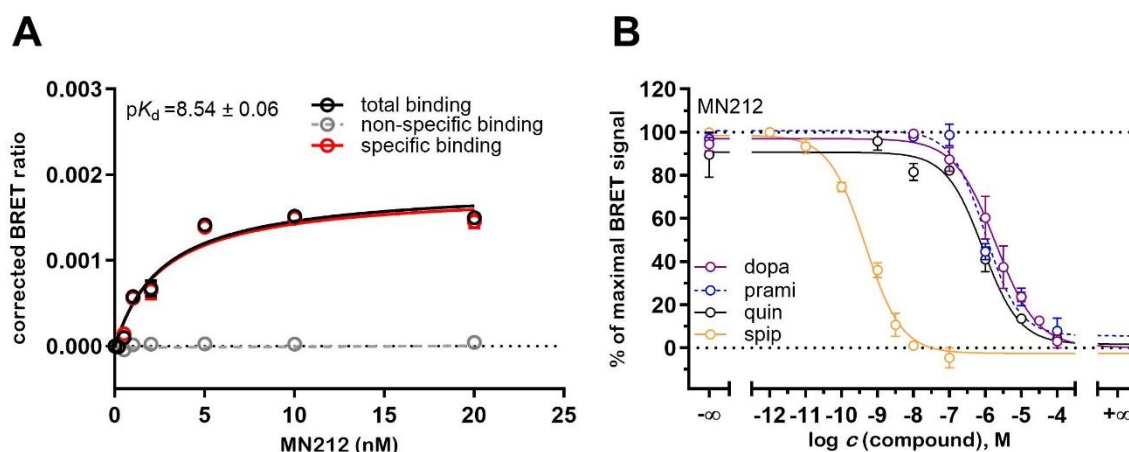 A
corrected BRET ratio
0.003
0.002
0.001
0.000
pKd =8.54 ± 0.06
total binding
non-specific binding
specific binding
0 5 10 15 20 25
MN212 (nM)
B
% of maximal BRET signal
120
100
80
60
40
20
0
MN212
dopa
prami
quin
spip
-∞ -12 -11 -10 -9 -8 -7 -6 -5 -4 +∞
log c (compound), M